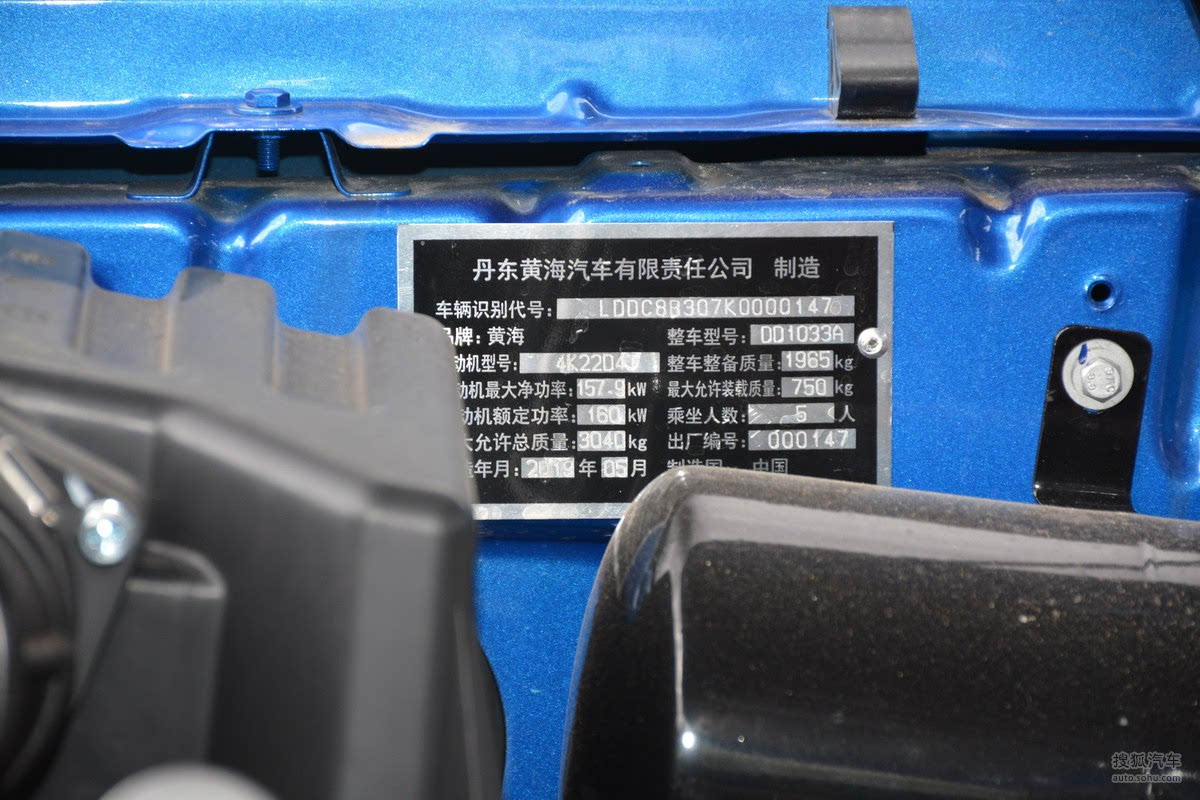 丹东黄海汽车有限责任公司 制造
车辆识别代号: LDDC8B307K0000147
品牌: 黄海 整车型号: DD1033A
动机型号: 4K22D4 整车整备质量: 1965 kg
动机最大净功率: 157.9 kW 最大允许装载质量: 750 kg
动机额定功率: 160 kW 乘坐人数: 5 人
大允许总质量: 3040 kg 出厂编号: 000147
造年月: 2019 年 05 月 制造国 中国
搜狐汽车
auto.sohu.com